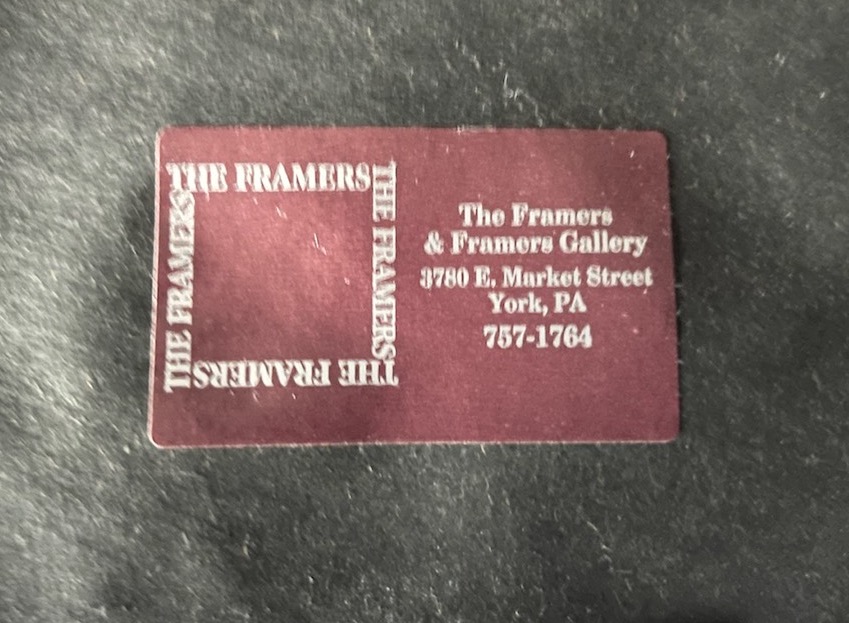 THE FRAMERS
THE FRAMERS
THE FRAMERS
THE FRAMERS
The Framers
& Framers Gallery
3780 E. Market Street
York, PA
757-1764